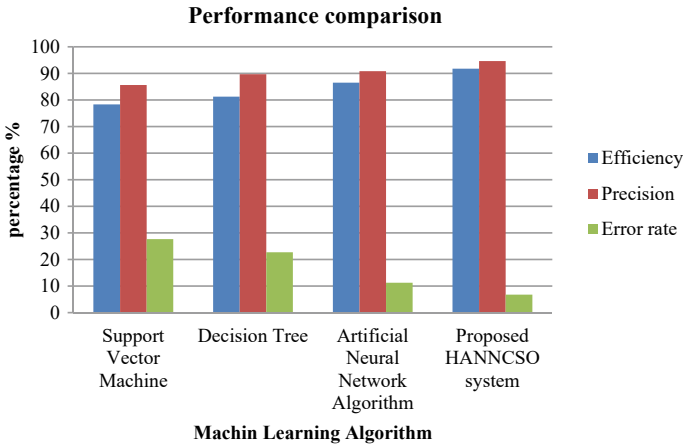 Performance comparison
percentage %
100
90
80
70
60
50
40
30
20
10
0
Support
Vector
Machine
Decision Tree
Artificial
Neural
Network
Algorithm
Proposed
HANNCSO
system
Machin Learning Algorithm
Efficiency
Precision
Error rate